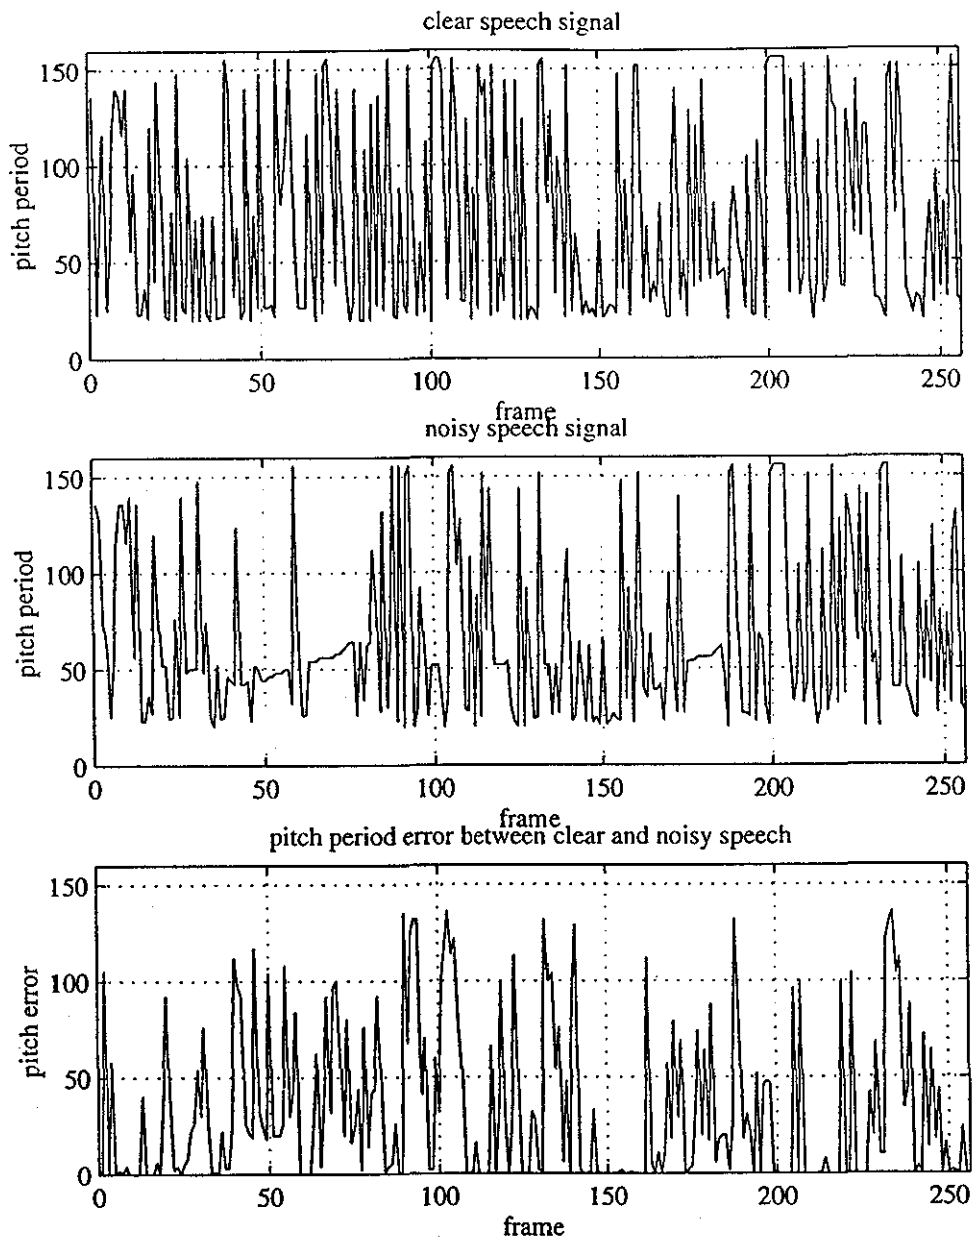 clear speech signal
150
100
50
0
pitch period
0 50 100 150 200 250
frame
noisy speech signal
150
100
50
0
pitch period
0 50 100 150 200 250
frame
pitch period error between clear and noisy speech
150
100
50
0
pitch error
0 50 100 150 200 250
frame